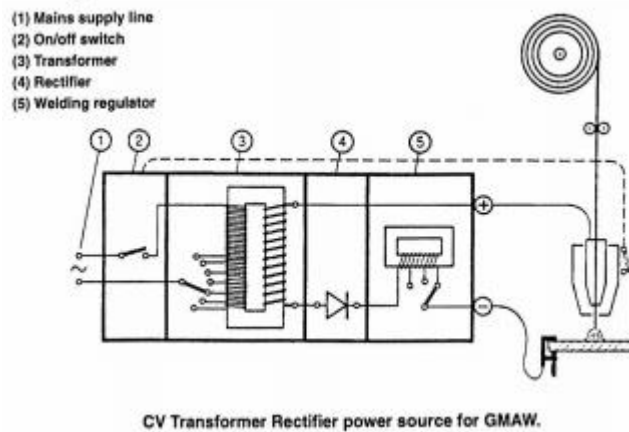 (1) Mains supply line
(2) On/off switch
(3) Transformer
(4) Rectifier
(5) Welding regulator
1 2 3 4 5
+
~
−
CV Transformer Rectifier power source for GMAW.